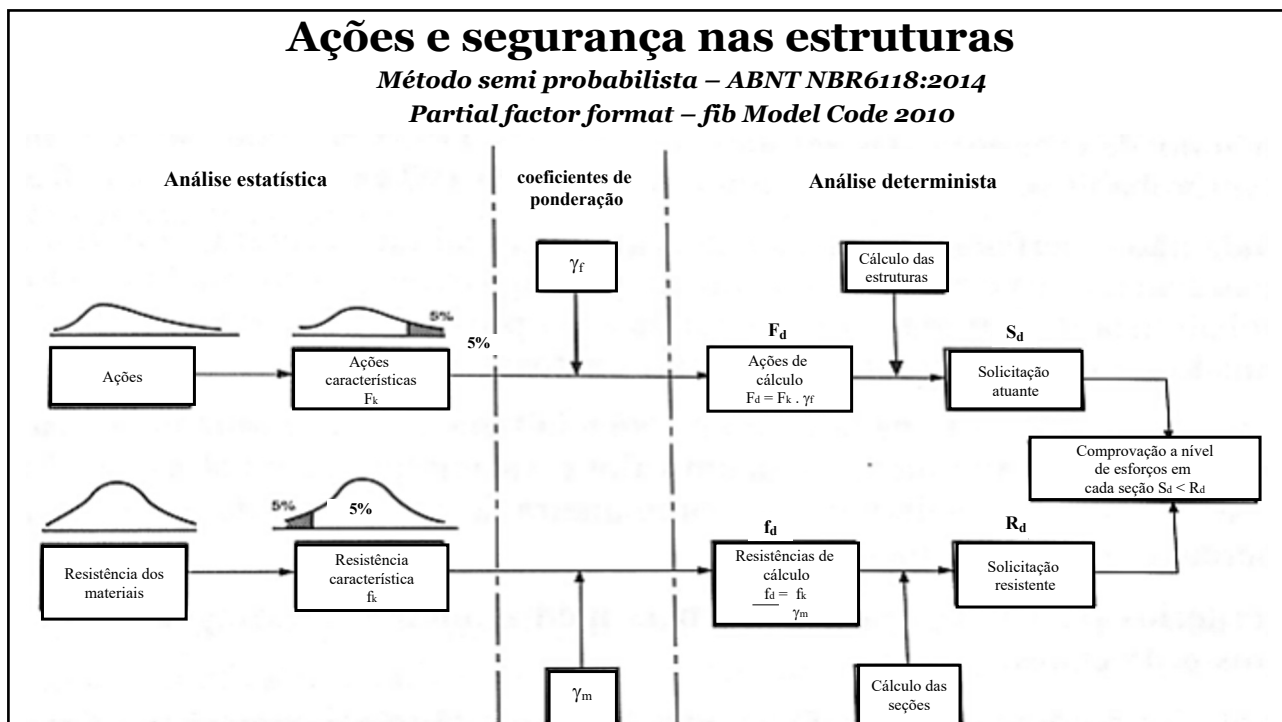 Ações e segurança nas estruturas
Método semi probabilista – ABNT NBR6118:2014
Partial factor format – fib Model Code 2010
Análise estatística
coeficientes de
ponderação
Análise determinista
γf
Cálculo das
estruturas
5%
5%
Fd
Sd
Ações
Ações
características
Fk
Ações de
cálculo
Fd = Fk . γf
Solicitação
atuante
Comprovação a nível
de esforços em
cada seção Sd < Rd
5%
5%
fd
Rd
Resistência dos
materiais
Resistência
característica
fk
Resistências de
cálculo
fd = fk
γm
Solicitação
resistente
γm
Cálculo das
seções